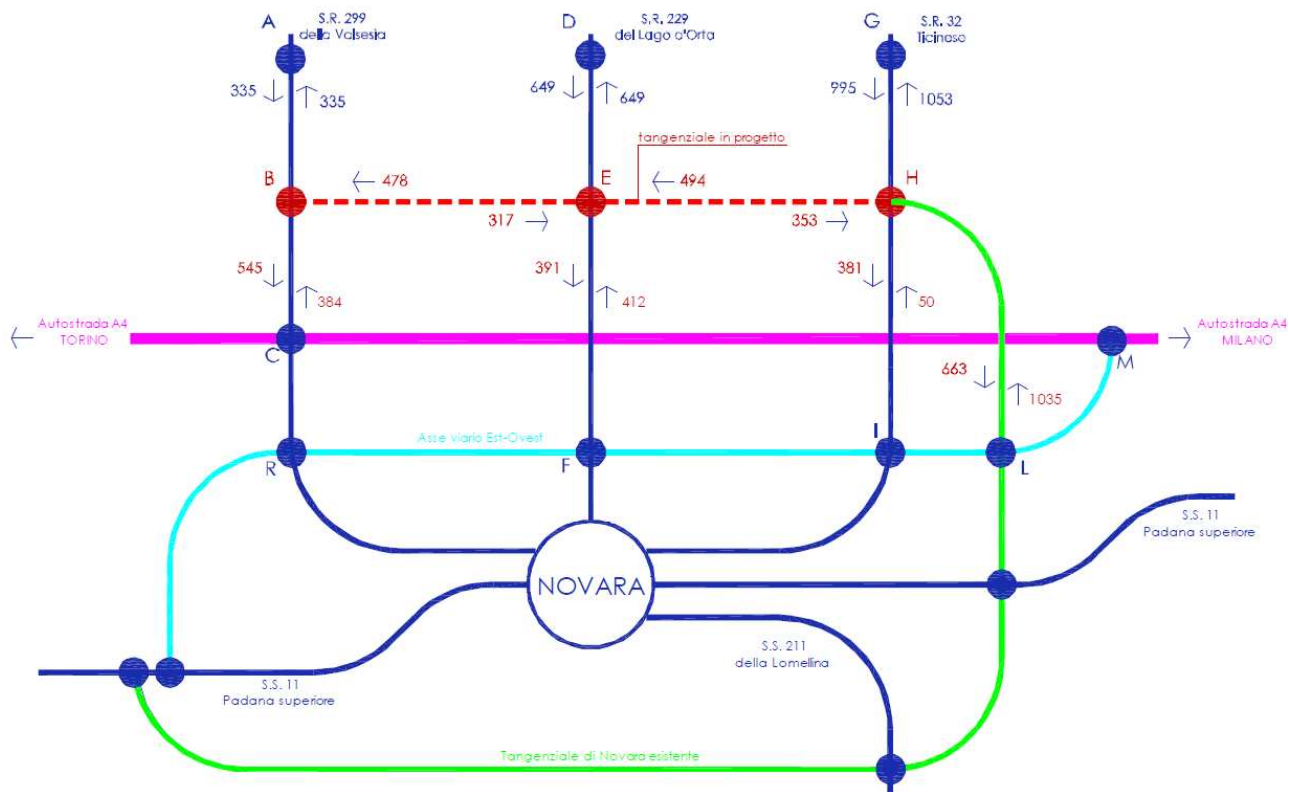 A
S.R. 299
della Valsesia
D
S.R. 229
del Lago d'Orta
G
S.R. 32
Ticinese
335
335
649
649
995
1053
tangenziale in progetto
B
478
E
494
H
317
353
545
384
391
412
381
50
Autostrada A4
TORINO
Autostrada A4
MILANO
C
M
663
1035
Asse viario Est-Ovest
I
R
F
L
S.S. 11
Padana superiore
NOVARA
S.S. 211
della Lomellina
S.S. 11
Padana superiore
Tangenziale di Novara esistente